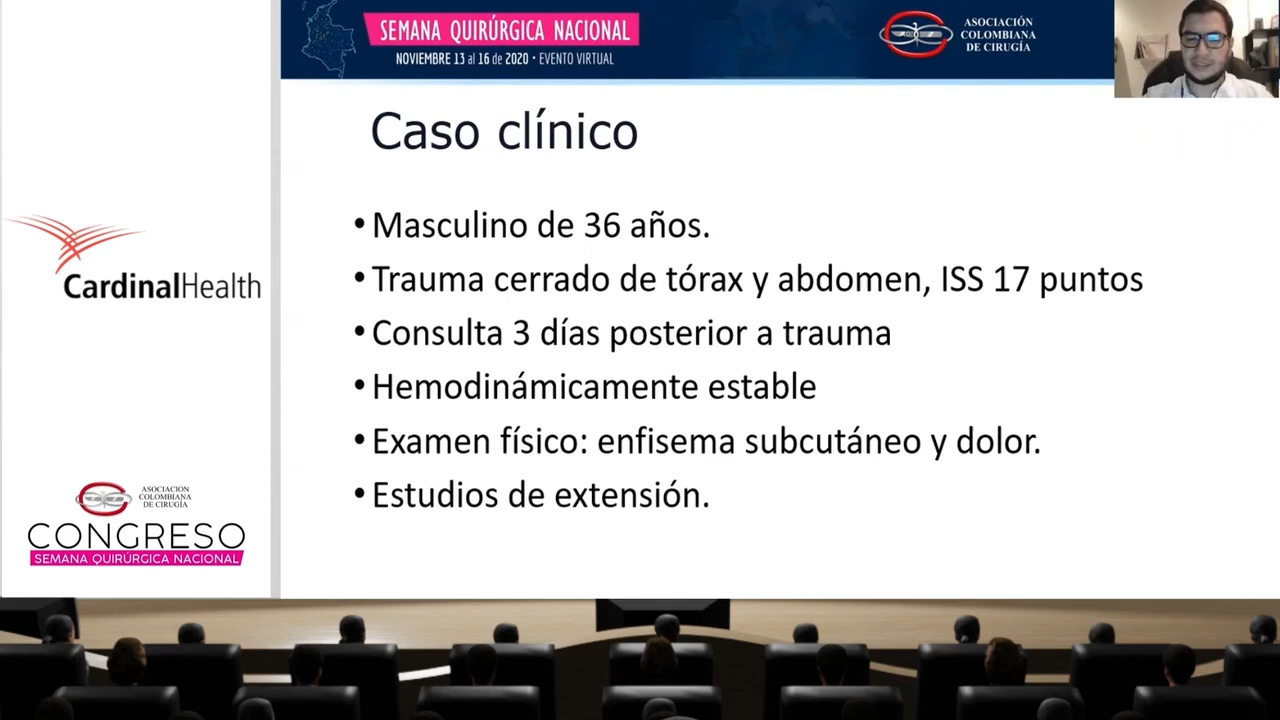 SEMANA QUIRÚRGICA NACIONAL
NOVIEMBRE 13 al 16 de 2020 • EVENTO VIRTUAL
ASOCIACIÓN
COLOMBIANA
DE CIRUGÍA
Caso clínico
• Masculino de 36 años.
• Trauma cerrado de tórax y abdomen, ISS 17 puntos
• Consulta 3 días posterior a trauma
• Hemodinámicamente estable
• Examen físico: enfisema subcutáneo y dolor.
• Estudios de extensión.
CardinalHealth
ASOCIACIÓN
COLOMBIANA
DE CIRUGÍA
CONGRESO
SEMANA QUIRÚRGICA NACIONAL